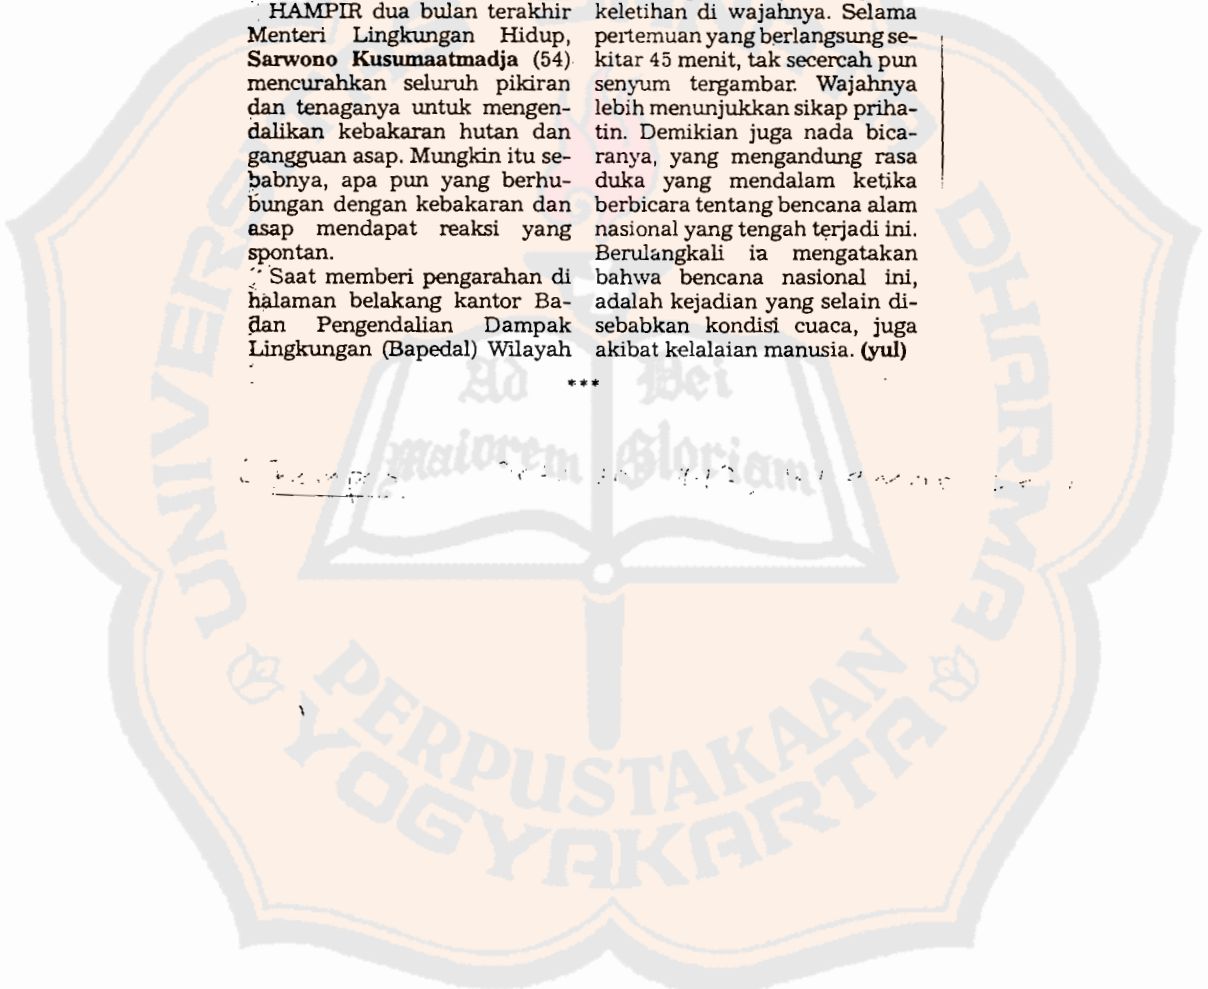 HAMPIR dua bulan terakhir
Menteri Lingkungan Hidup,
Sarwono Kusumaatmadja (54)
mencurahkan seluruh pikiran
dan tenaganya untuk mengen-
dalikan kebakaran hutan dan
gangguan asap. Mungkin itu se-
babnya, apa pun yang berhu-
bungan dengan kebakaran dan
asap mendapat reaksi yang
spontan.
Saat memberi pengarahan di
halaman belakang kantor Ba-
dan Pengendalian Dampak
Lingkungan (Bapedal) Wilayah
keletihan di wajahnya. Selama
pertemuan yang berlangsung se-
kitar 45 menit, tak secercah pun
senyum tergambar. Wajahnya
lebih menunjukkan sikap priha-
tin. Demikian juga nada bica-
ranya, yang mengandung rasa
duka yang mendalam ketika
berbicara tentang bencana alam
nasional yang tengah terjadi ini.
Berulangkali ia mengatakan
bahwa bencana nasional ini,
adalah kejadian yang selain di-
sebabkan kondisi cuaca, juga
akibat kelalaian manusia. (yul)
***
Ad Dei
Maiorem Gloriam
DHARMA
PERPUSTAKAAN
YOGYAKARTA